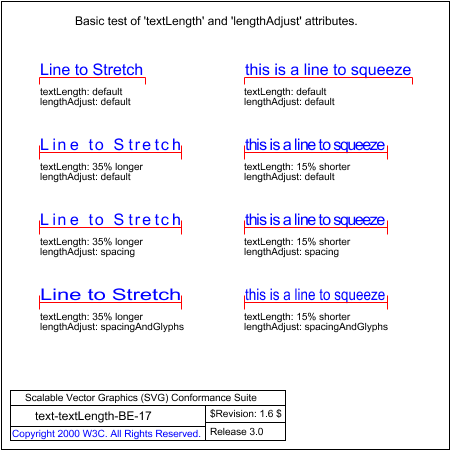 Basic test of 'textLength' and 'lengthAdjust' attributes.
Line to Stretch
textLength: default
lengthAdjust: default
this is a line to squeeze
textLength: default
lengthAdjust: default
Line to Stretch
textLength: 35% longer
lengthAdjust: default
this is a line to squeeze
textLength: 15% shorter
lengthAdjust: default
Line to Stretch
textLength: 35% longer
lengthAdjust: spacing
this is a line to squeeze
textLength: 15% shorter
lengthAdjust: spacing
Line to Stretch
textLength: 35% longer
lengthAdjust: spacingAndGlyphs
this is a line to squeeze
textLength: 15% shorter
lengthAdjust: spacingAndGlyphs
Scalable Vector Graphics (SVG) Conformance Suite
text-textLength-BE-17
$Revision: 1.6 $
Copyright 2000 W3C. All Rights Reserved.
Release 3.0